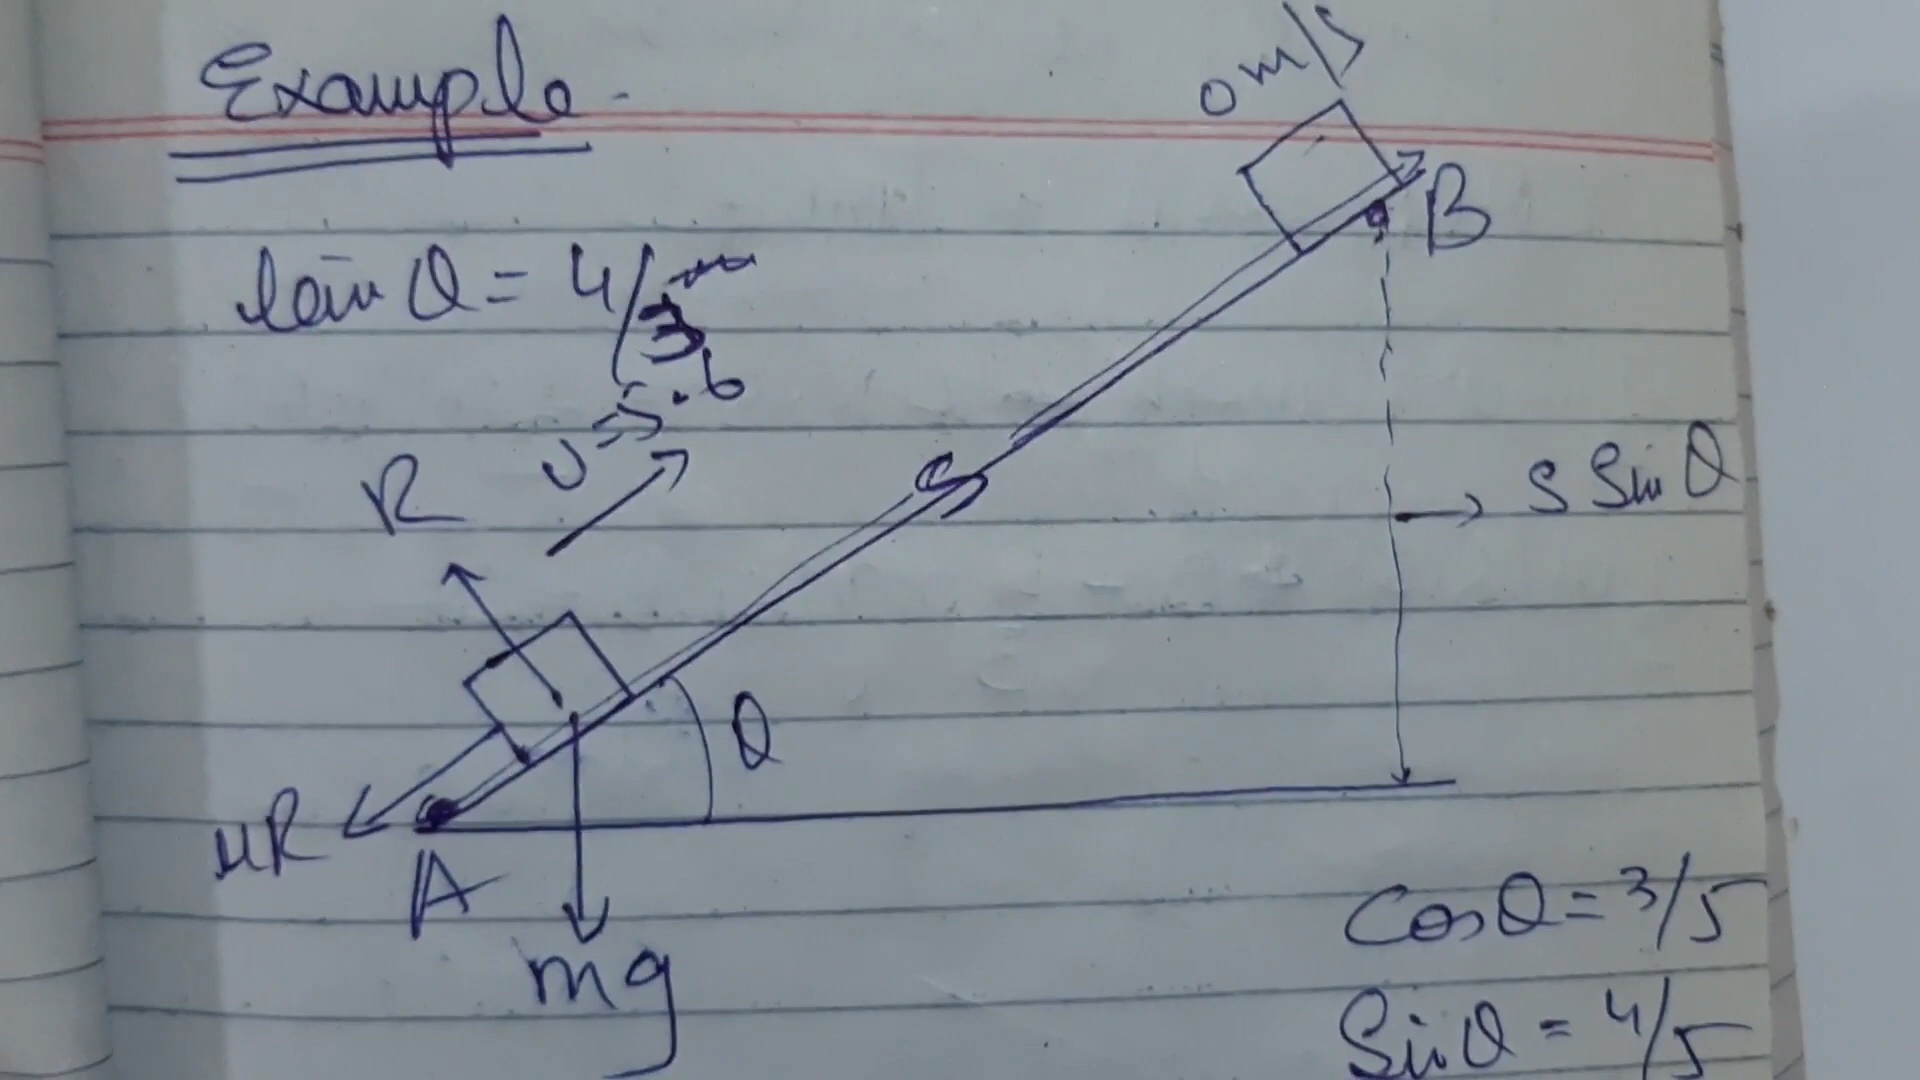 Example
0 m/s
B
tan θ = 4/3
U = 5.6
R
S
S Sin θ
θ
μR
A
mg
Cos θ = 3/5
Sin θ = 4/5